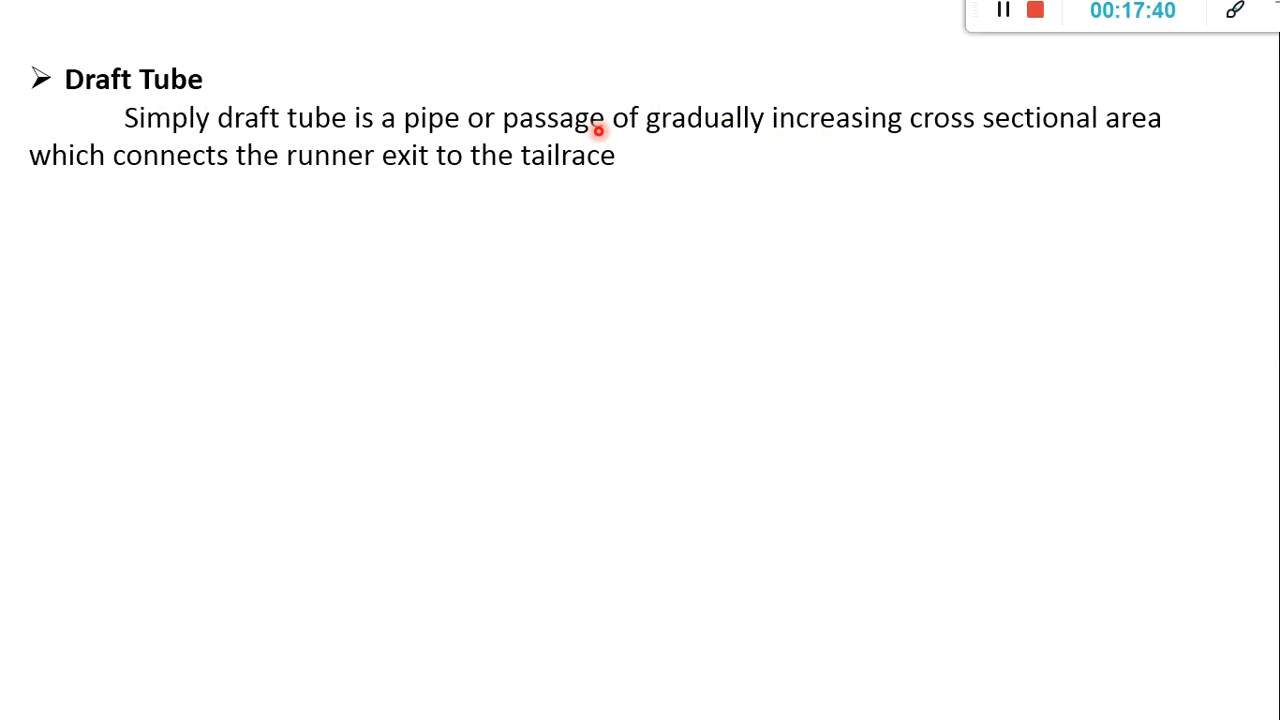 00:17:40
➢ Draft Tube
Simply draft tube is a pipe or passage of gradually increasing cross sectional area
which connects the runner exit to the tailrace